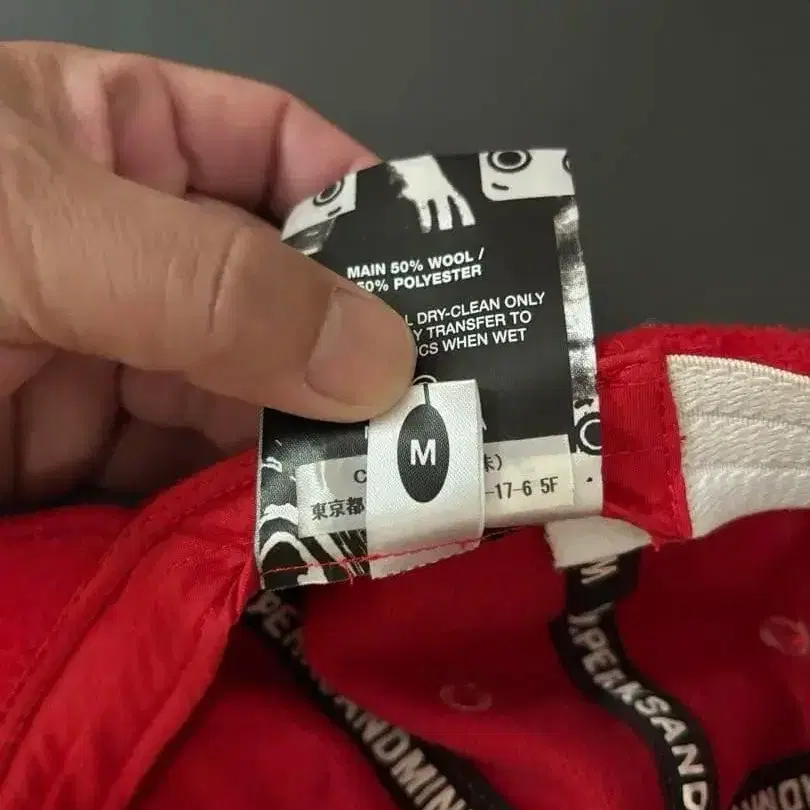 MAIN 50% WOOL /
50% POLYESTER
DRY-CLEAN ONLY
TRANSFER TO
WHEN WET
M
東京都
-17-6 5F
M
.PERKSAND
PERKSANDMIN